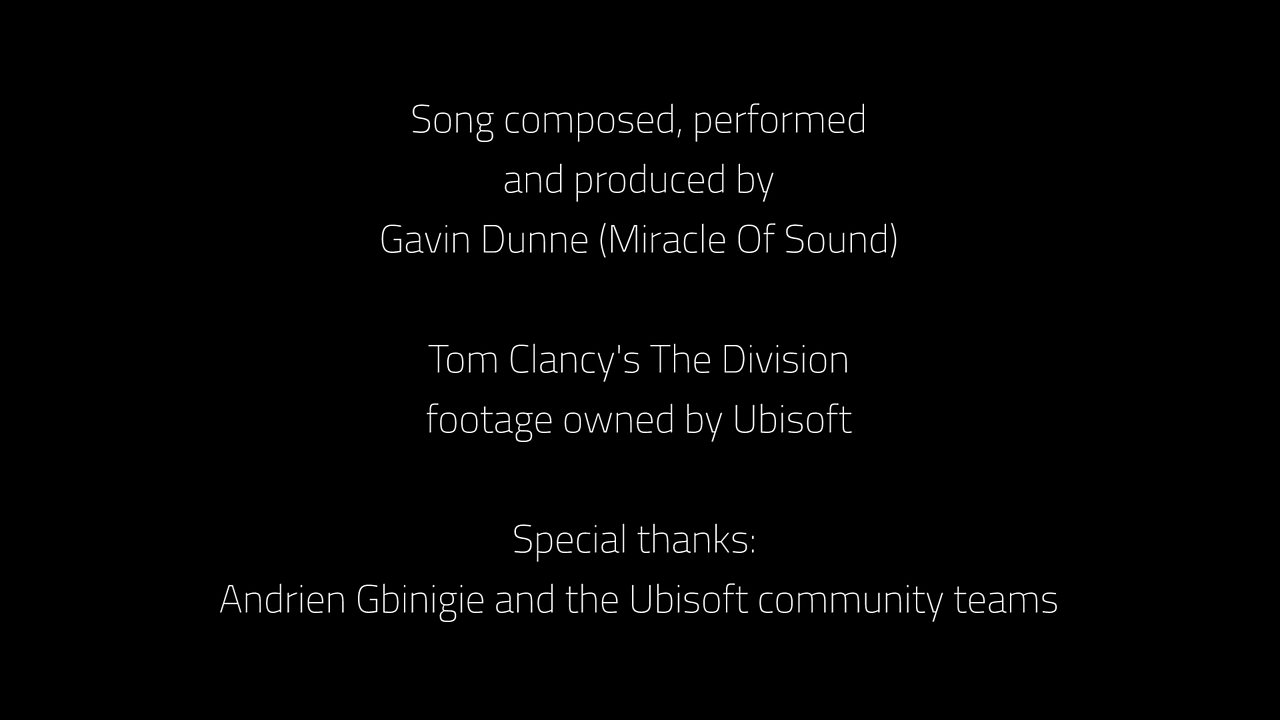 Song composed, performed
and produced by
Gavin Dunne (Miracle Of Sound)
Tom Clancy's The Division
footage owned by Ubisoft
Special thanks:
Andrien Gbinigie and the Ubisoft community teams